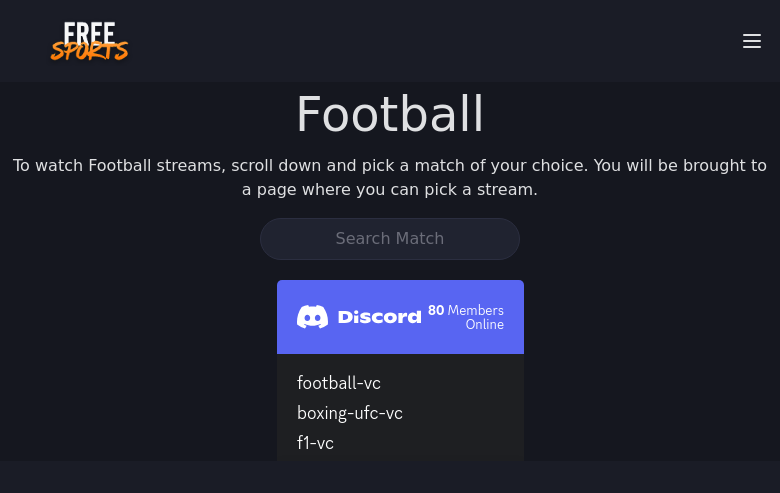 FREE
SPORTS
Football
To watch Football streams, scroll down and pick a match of your choice. You will be brought to
a page where you can pick a stream.
Search Match
Discord
80 Members
Online
football-vc
boxing-ufc-vc
f1-vc